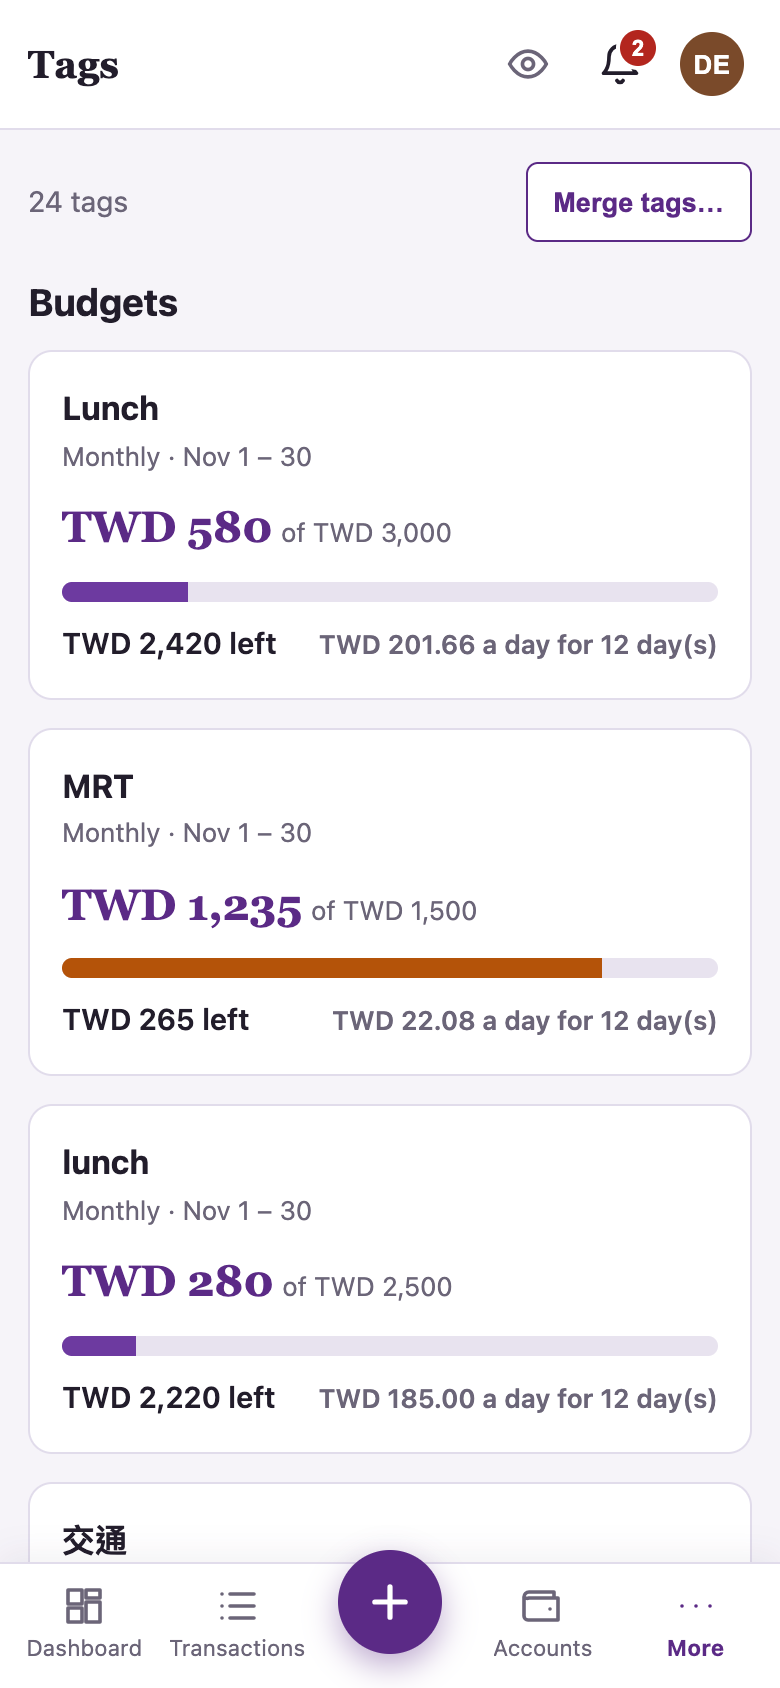 Tags
2
DE
24 tags
Merge tags...
Budgets
Lunch
Monthly · Nov 1 – 30
TWD 580 of TWD 3,000
TWD 2,420 left TWD 201.66 a day for 12 day(s)
MRT
Monthly · Nov 1 – 30
TWD 1,235 of TWD 1,500
TWD 265 left TWD 22.08 a day for 12 day(s)
lunch
Monthly · Nov 1 – 30
TWD 280 of TWD 2,500
TWD 2,220 left TWD 185.00 a day for 12 day(s)
交通
Dashboard
Transactions
Accounts
More